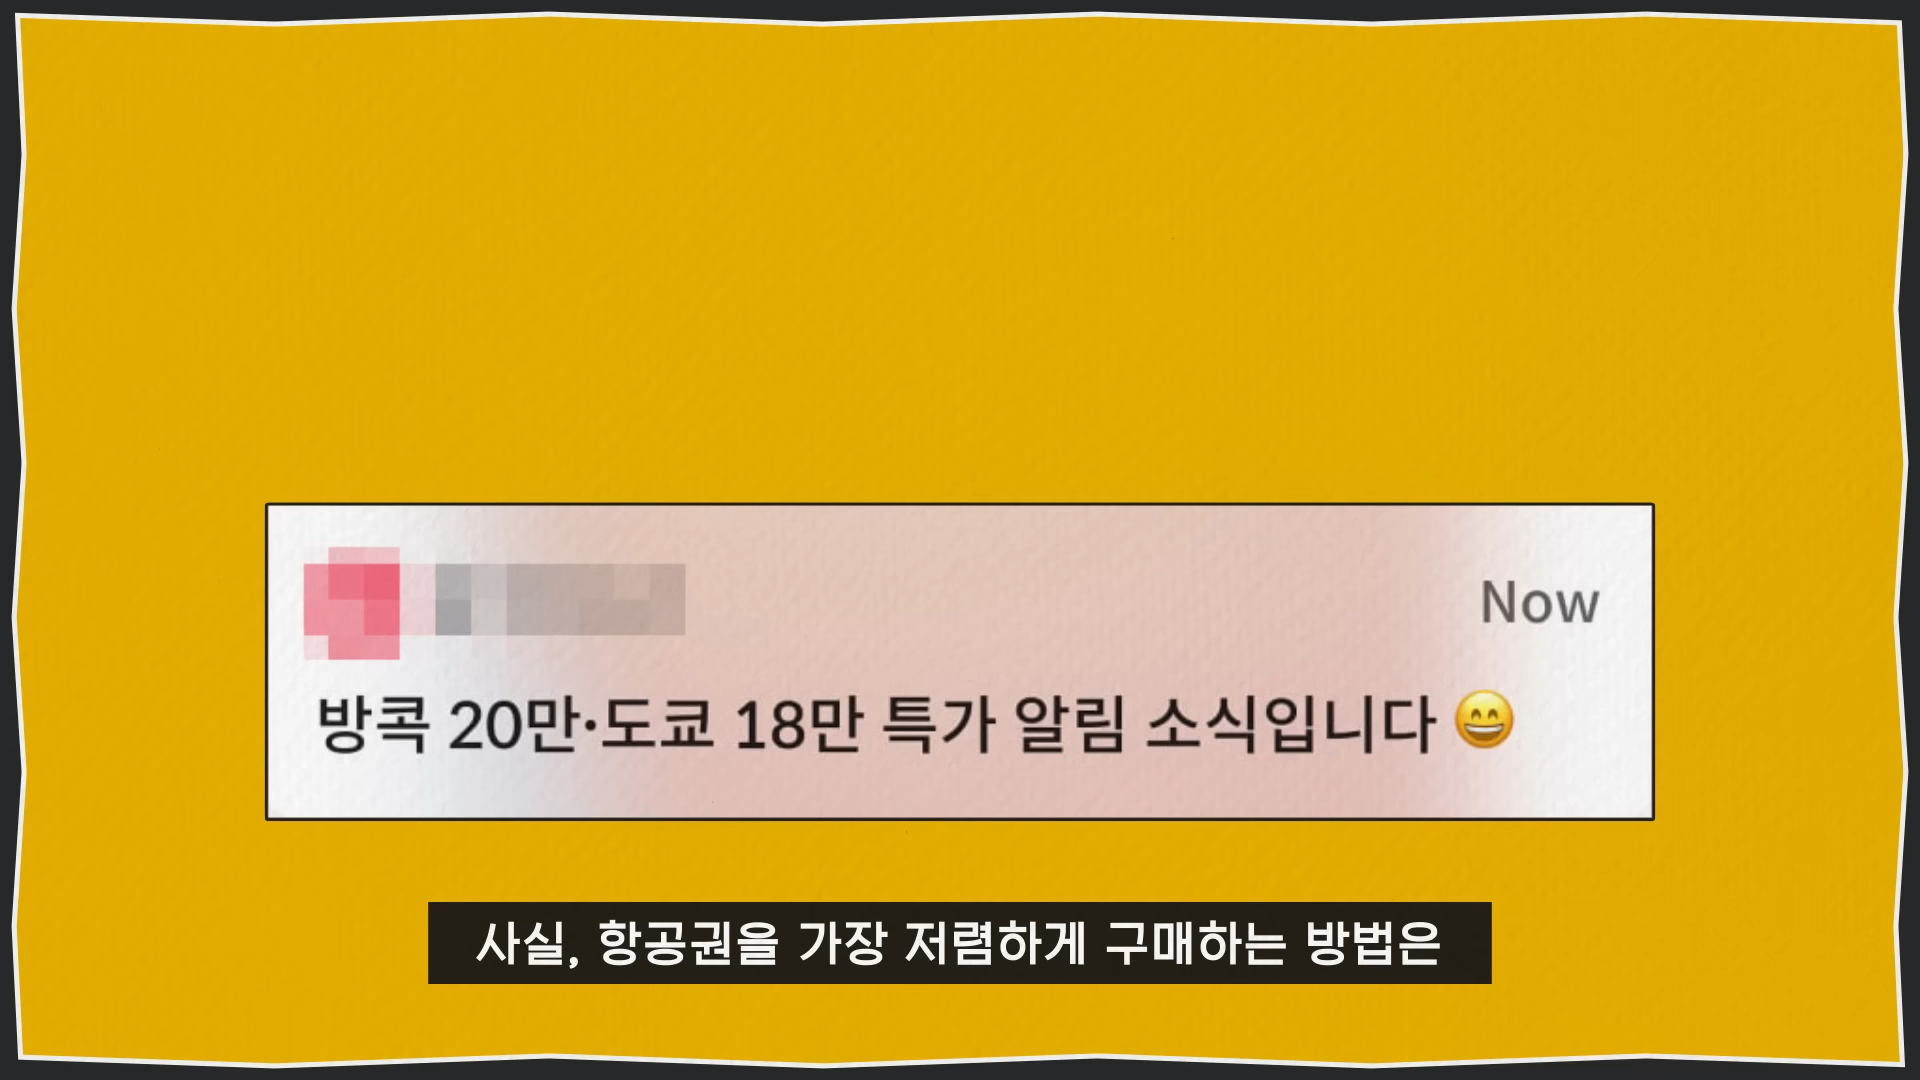 Now
방콕 20만·도쿄 18만 특가 알림 소식입니다 😄
사실, 항공권을 가장 저렴하게 구매하는 방법은